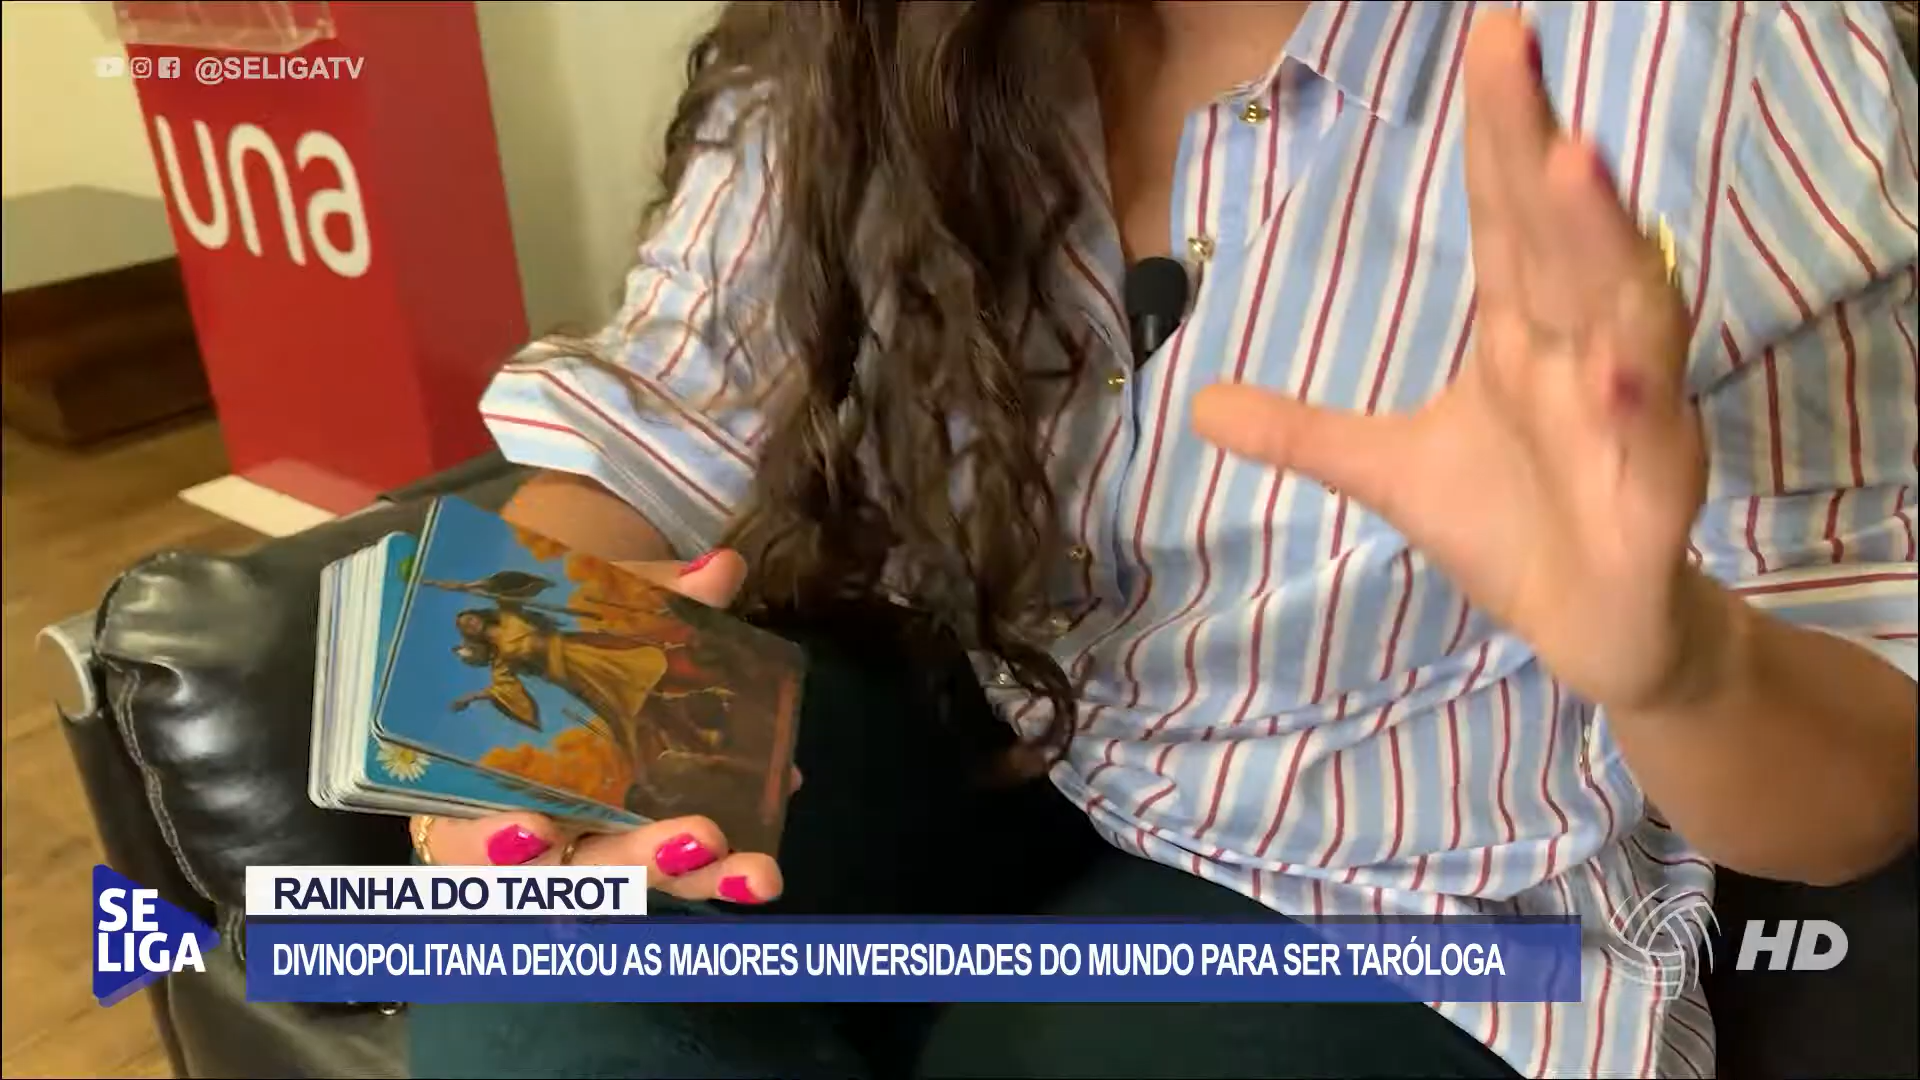 @SELIGATV
una
RAINHA DO TAROT
SE
LIGA
DIVINOPOLITANA DEIXOU AS MAIORES UNIVERSIDADES DO MUNDO PARA SER TARÓLOGA
HD